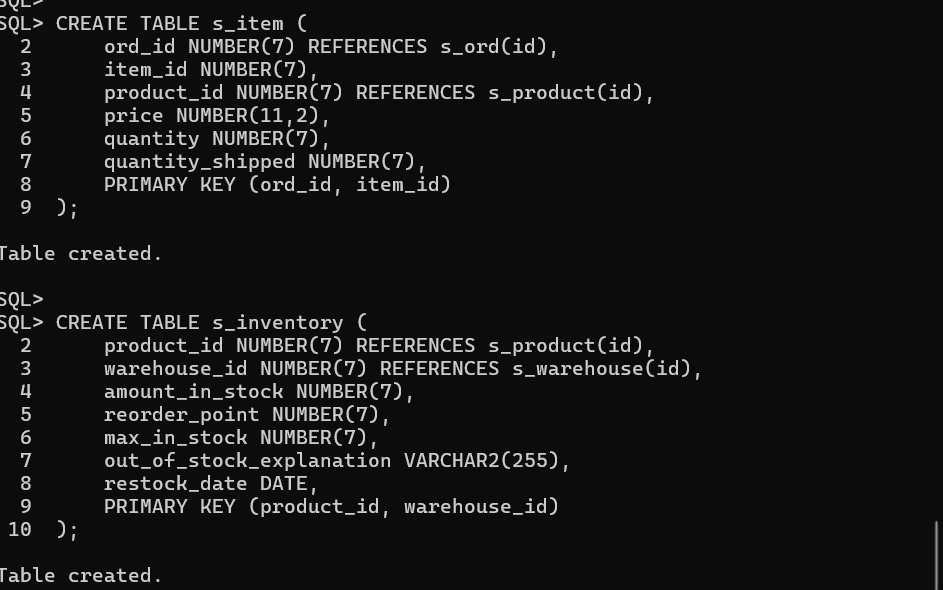 SQL>
SQL> CREATE TABLE s_item (
  2      ord_id NUMBER(7) REFERENCES s_ord(id),
  3      item_id NUMBER(7),
  4      product_id NUMBER(7) REFERENCES s_product(id),
  5      price NUMBER(11,2),
  6      quantity NUMBER(7),
  7      quantity_shipped NUMBER(7),
  8      PRIMARY KEY (ord_id, item_id)
  9  );
Table created.
SQL>
SQL> CREATE TABLE s_inventory (
  2      product_id NUMBER(7) REFERENCES s_product(id),
  3      warehouse_id NUMBER(7) REFERENCES s_warehouse(id),
  4      amount_in_stock NUMBER(7),
  5      reorder_point NUMBER(7),
  6      max_in_stock NUMBER(7),
  7      out_of_stock_explanation VARCHAR2(255),
  8      restock_date DATE,
  9      PRIMARY KEY (product_id, warehouse_id)
 10  );
Table created.